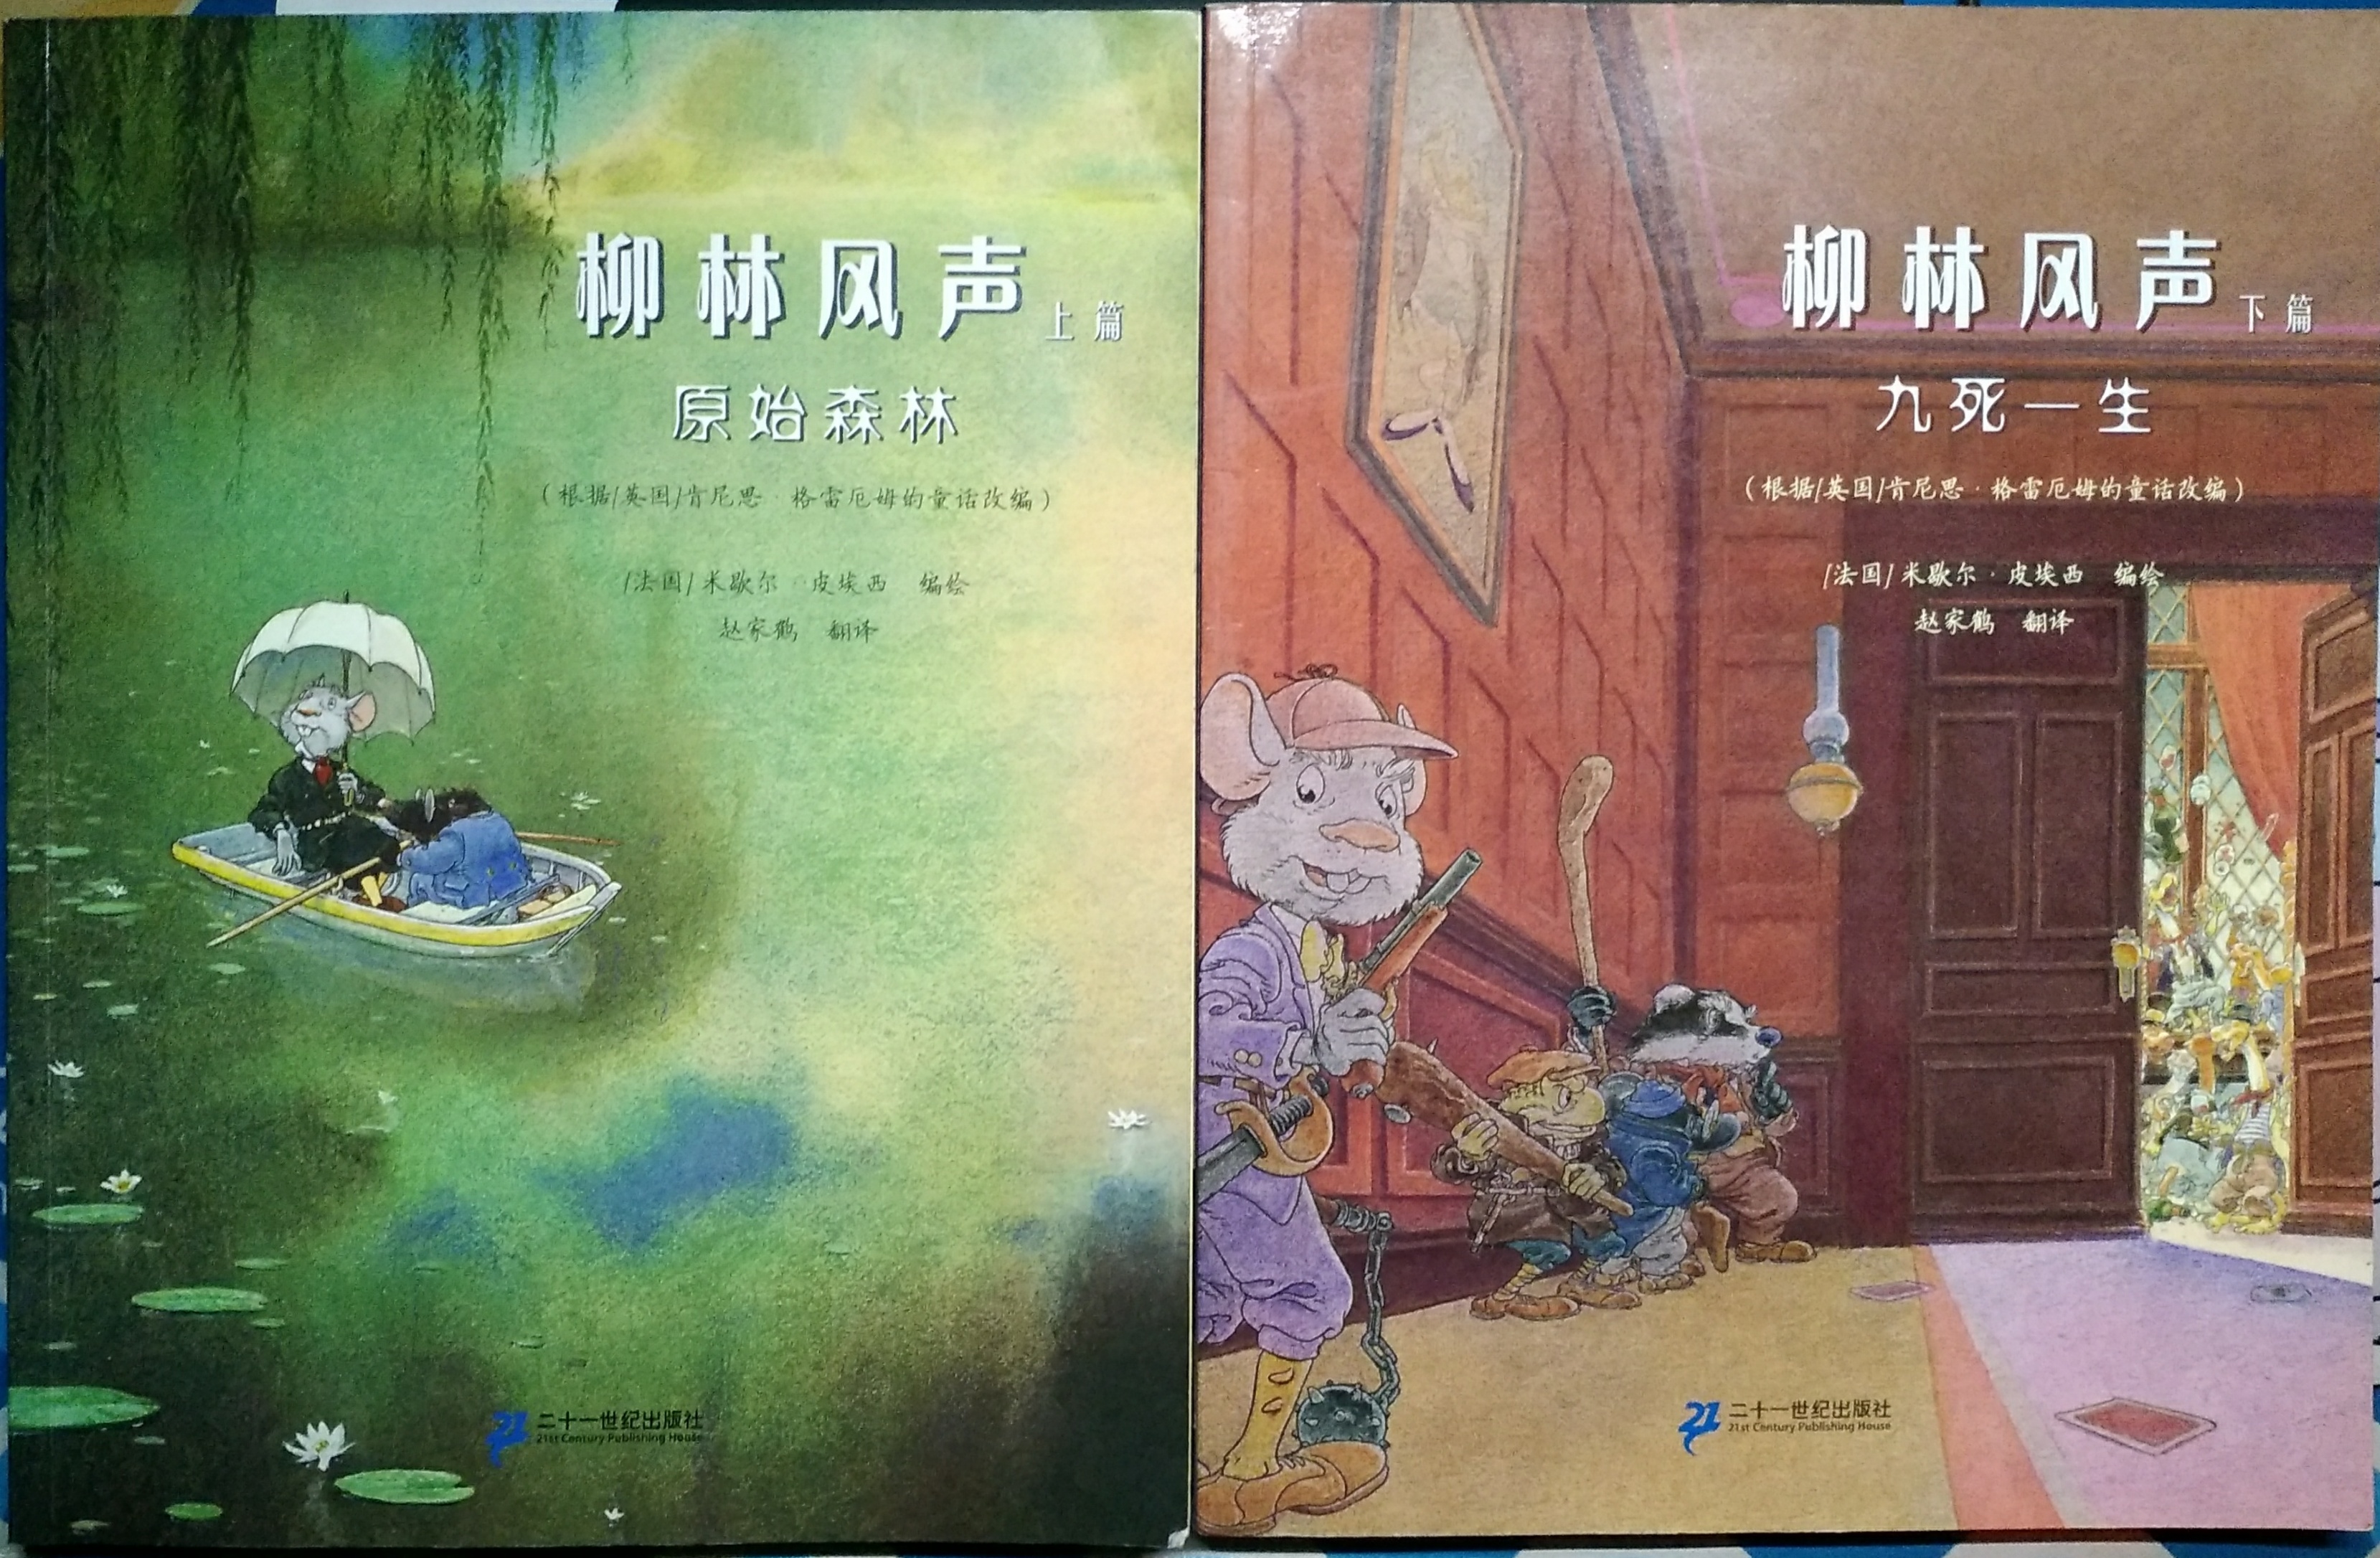 柳林风声 上篇
原始森林
(根据/英国/肯尼思·格雷厄姆的童话改编)
/法国/ 米歇尔·皮埃西 编绘
赵家鹤 翻译
21 二十一世纪出版社
21st Century Publishing House
柳林风声 下篇
九死一生
(根据/英国/肯尼思·格雷厄姆的童话改编)
/法国/ 米歇尔·皮埃西 编绘
赵家鹤 翻译
21 二十一世纪出版社
21st Century Publishing House